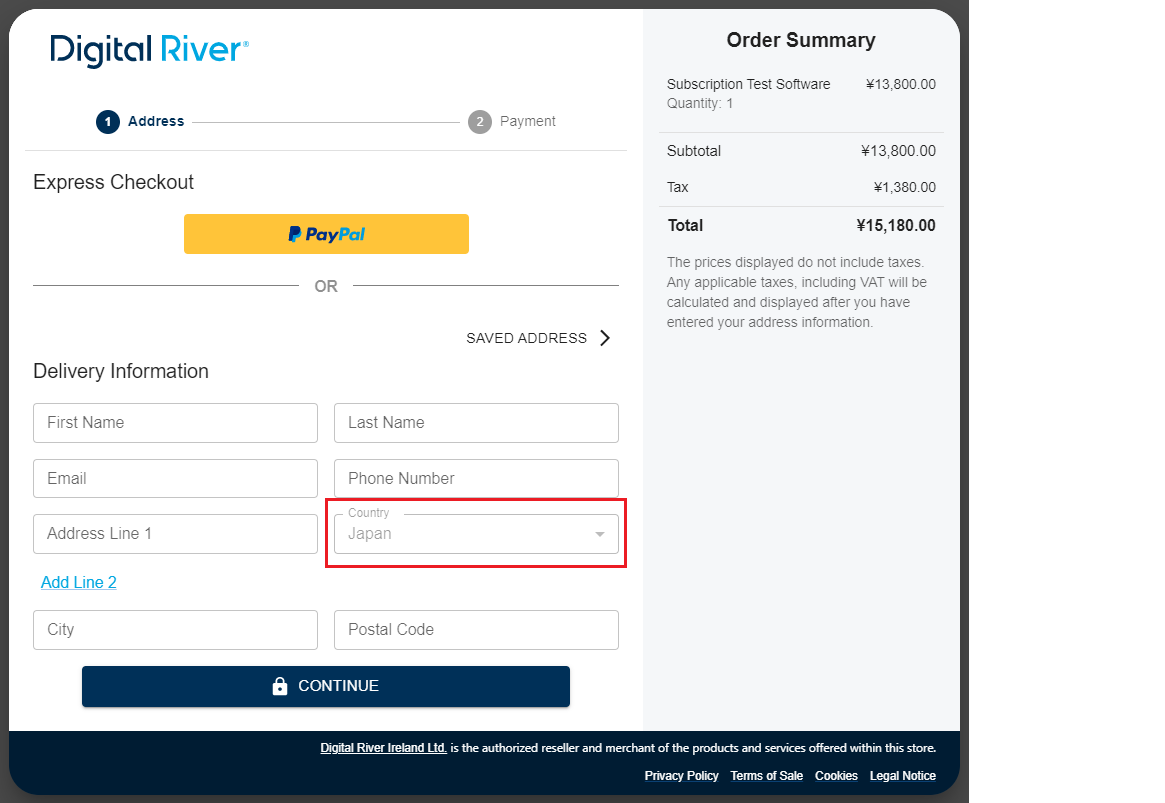 Digital River®
1 Address
2 Payment
Express Checkout
PayPal
OR
SAVED ADDRESS
Delivery Information
First Name
Last Name
Email
Phone Number
Address Line 1
Country
Japan
Add Line 2
City
Postal Code
CONTINUE
Order Summary
Subscription Test Software ¥13,800.00
Quantity: 1
Subtotal ¥13,800.00
Tax ¥1,380.00
Total ¥15,180.00
The prices displayed do not include taxes.
Any applicable taxes, including VAT will be
calculated and displayed after you have
entered your address information.
Digital River Ireland Ltd. is the authorized reseller and merchant of the products and services offered within this store.
Privacy Policy Terms of Sale Cookies Legal Notice